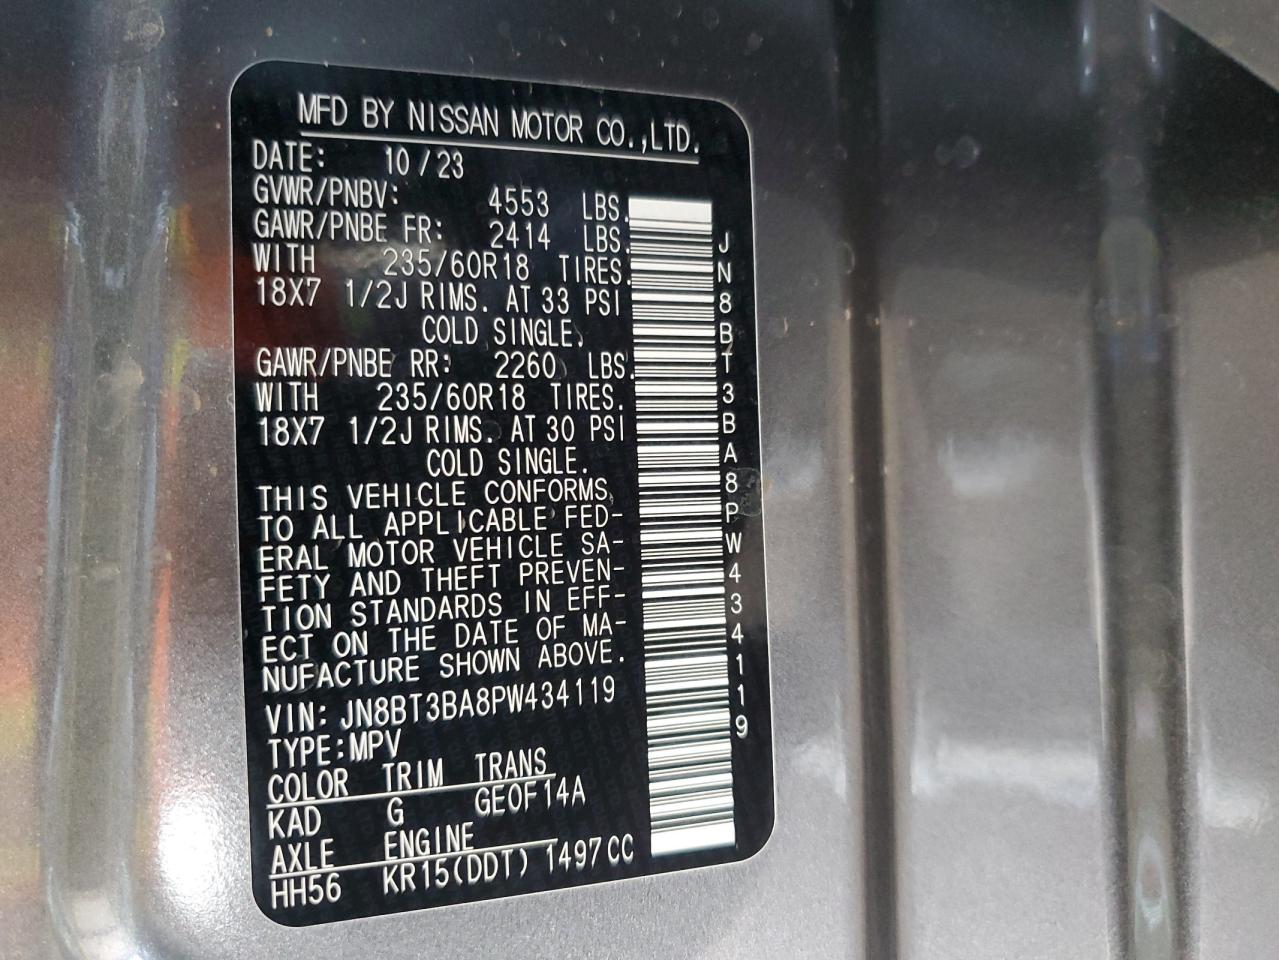 MFD BY NISSAN MOTOR CO.,LTD.
DATE: 10/23
GVWR/PNBV: 4553 LBS.
GAWR/PNBE FR: 2414 LBS.
WITH 235/60R18 TIRES.
18X7 1/2J RIMS. AT 33 PSI
COLD SINGLE.
GAWR/PNBE RR: 2260 LBS.
WITH 235/60R18 TIRES.
18X7 1/2J RIMS. AT 30 PSI
COLD SINGLE.
THIS VEHICLE CONFORMS
TO ALL APPLICABLE FED-
ERAL MOTOR VEHICLE SA-
FETY AND THEFT PREVEN-
TION STANDARDS IN EFF-
ECT ON THE DATE OF MA-
NUFACTURE SHOWN ABOVE.
VIN: JN8BT3BA8PW434119
TYPE:MPV
COLOR TRIM TRANS
KAD G GEOF14A
AXLE ENGINE
HH56 KR15(DDT) 1497CC
JN8BT3BA8PW434119